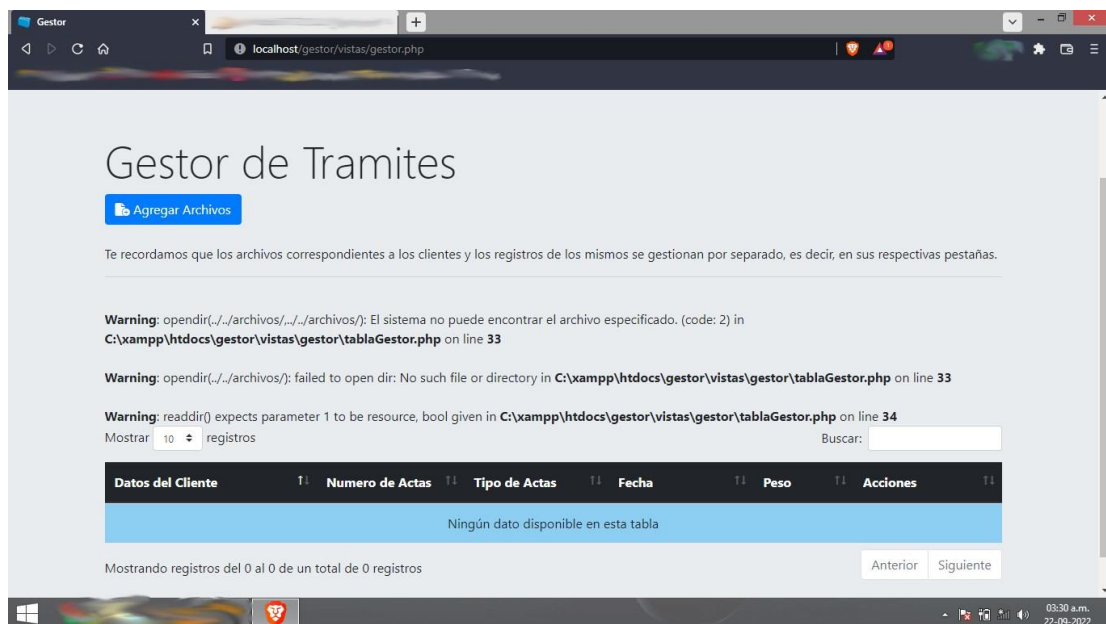 Gestor
localhost/gestor/vistas/gestor.php
Gestor de Tramites
Agregar Archivos
Te recordamos que los archivos correspondientes a los clientes y los registros de los mismos se gestionan por separado, es decir, en sus respectivas pestañas.
Warning: opendir(../../archivos/,../../archivos/): El sistema no puede encontrar el archivo especificado. (code: 2) in
C:\xampp\htdocs\gestor\vistas\gestor\tablaGestor.php on line 33
Warning: opendir(../../archivos/): failed to open dir: No such file or directory in C:\xampp\htdocs\gestor\vistas\gestor\tablaGestor.php on line 33
Warning: readdir() expects parameter 1 to be resource, bool given in C:\xampp\htdocs\gestor\vistas\gestor\tablaGestor.php on line 34
Mostrar 10 registros Buscar:
Datos del Cliente Numero de Actas Tipo de Actas Fecha Peso Acciones
Ningún dato disponible en esta tabla
Mostrando registros del 0 al 0 de un total de 0 registros Anterior Siguiente
03:30 a.m.
22-09-2022